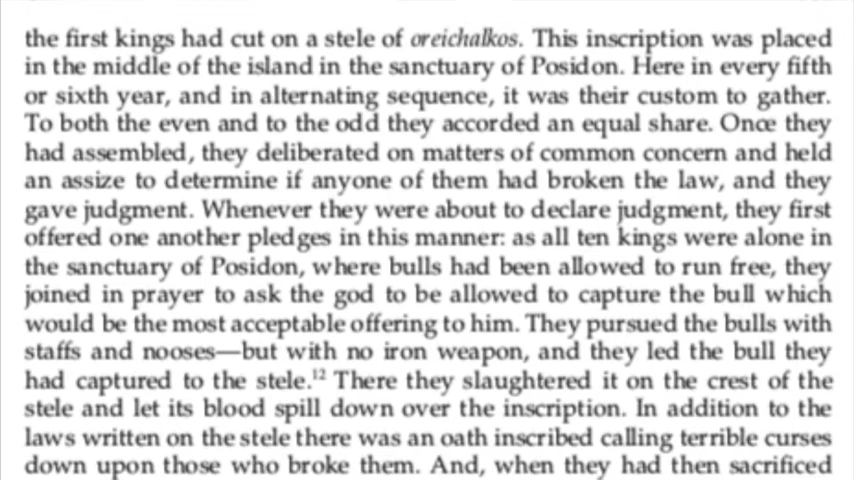 the first kings had cut on a stele of oreichalkos. This inscription was placed
in the middle of the island in the sanctuary of Posidon. Here in every fifth
or sixth year, and in alternating sequence, it was their custom to gather.
To both the even and to the odd they accorded an equal share. Once they
had assembled, they deliberated on matters of common concern and held
an assize to determine if anyone of them had broken the law, and they
gave judgment. Whenever they were about to declare judgment, they first
offered one another pledges in this manner: as all ten kings were alone in
the sanctuary of Posidon, where bulls had been allowed to run free, they
joined in prayer to ask the god to be allowed to capture the bull which
would be the most acceptable offering to him. They pursued the bulls with
staffs and nooses—but with no iron weapon, and they led the bull they
had captured to the stele.¹² There they slaughtered it on the crest of the
stele and let its blood spill down over the inscription. In addition to the
laws written on the stele there was an oath inscribed calling terrible curses
down upon those who broke them. And, when they had then sacrificed